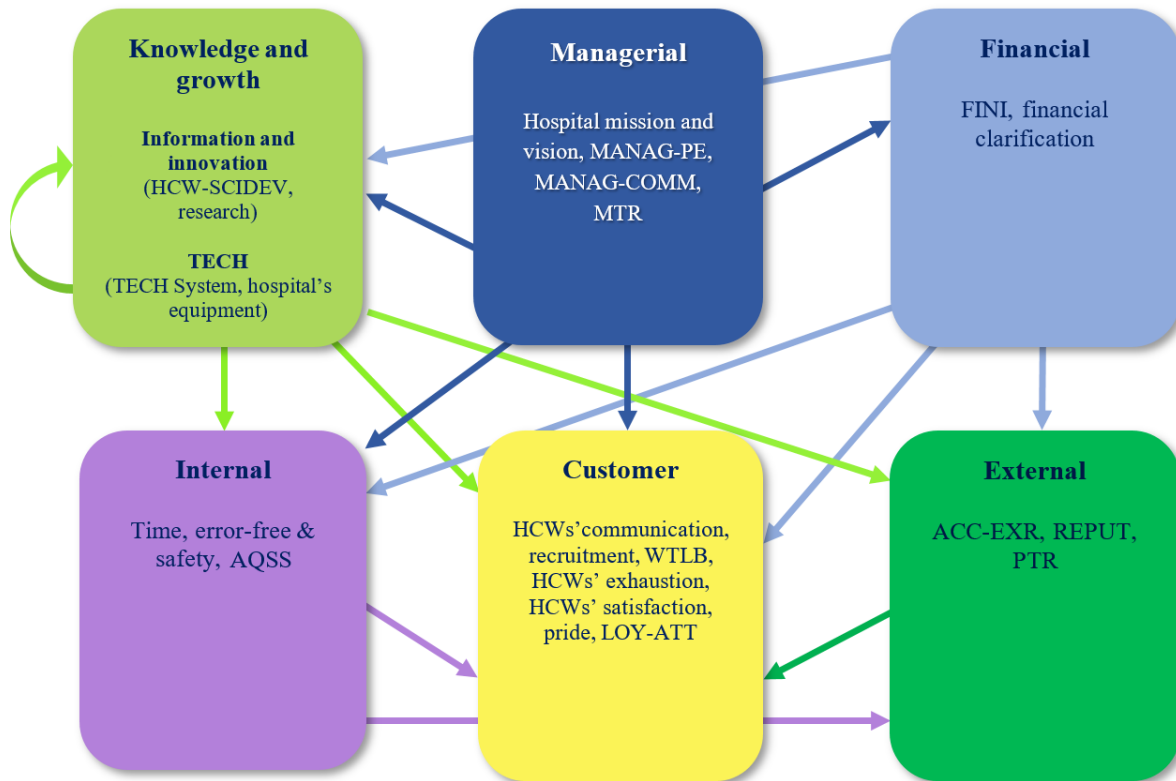 Knowledge and
growth
Information and
innovation
(HCW-SCIDEV,
research)
TECH
(TECH System, hospital’s
equipment)
Managerial
Hospital mission and
vision, MANAG-PE,
MANAG-COMM,
MTR
Financial
FINI, financial
clarification
Internal
Time, error-free &
safety, AQSS
Customer
HCWs’communication,
recruitment, WTLB,
HCWs’ exhaustion,
HCWs’ satisfaction,
pride, LOY-ATT
External
ACC-EXR, REPUT,
PTR